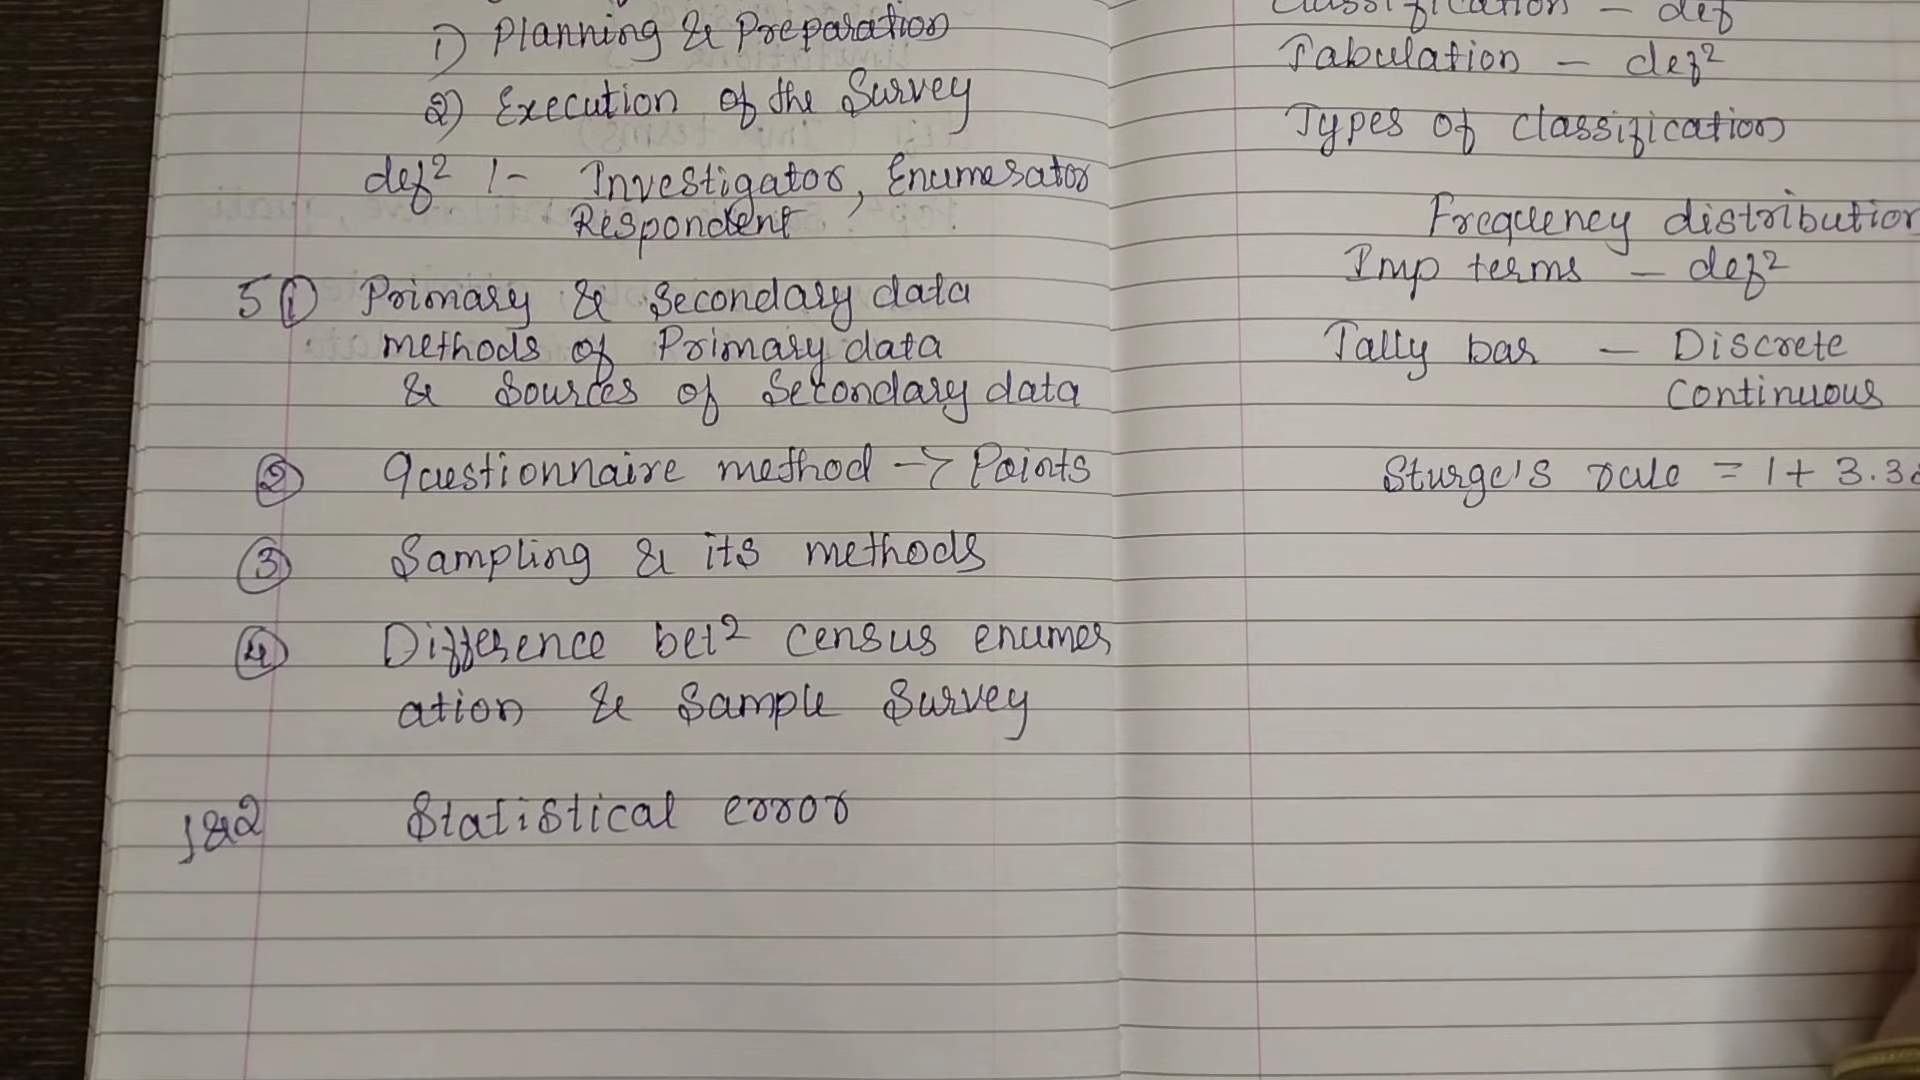 1) Planning & Preparation
2) Execution of the Survey
def² :- Investigator, Enumerator
Respondent
5 ① Primary & Secondary data
methods of Primary data
& Sources of Secondary data
② Questionnaire method → Points
③ Sampling & its methods
④ Difference bet² census enumer
ation & Sample Survey
1&2 Statistical error
Classification - def
Tabulation - def²
Types of classification
Frequency distribution
Imp terms - def²
Tally bar - Discrete
Continuous
Sturge's rule = 1 + 3.3